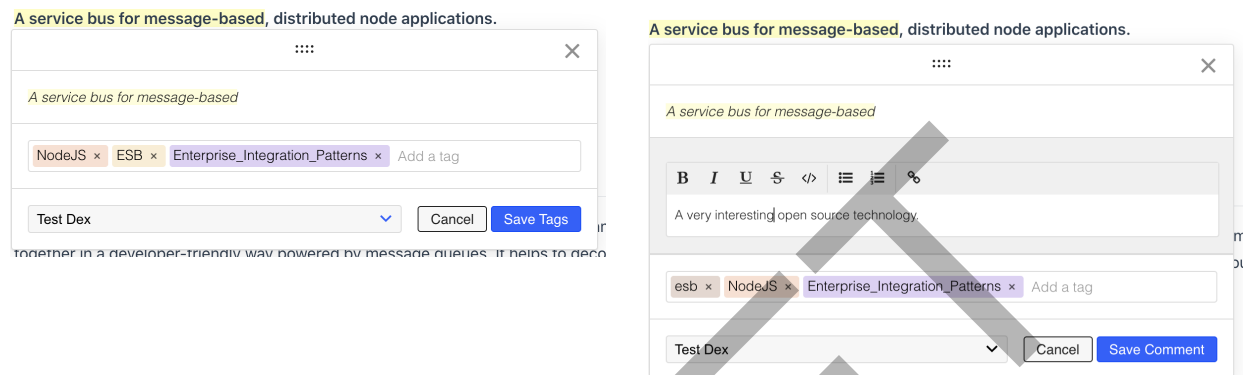 A service bus for message-based, distributed node applications.
A service bus for message-based
NodeJS × ESB × Enterprise_Integration_Patterns × Add a tag
Test Dex Cancel Save Tags
together in a developer-friendly way powered by message queues. It helps to deco
A service bus for message-based, distributed node applications.
A service bus for message-based
B I U S </>
A very interesting open source technology.
esb × NodeJS × Enterprise_Integration_Patterns × Add a tag
Test Dex Cancel Save Comment